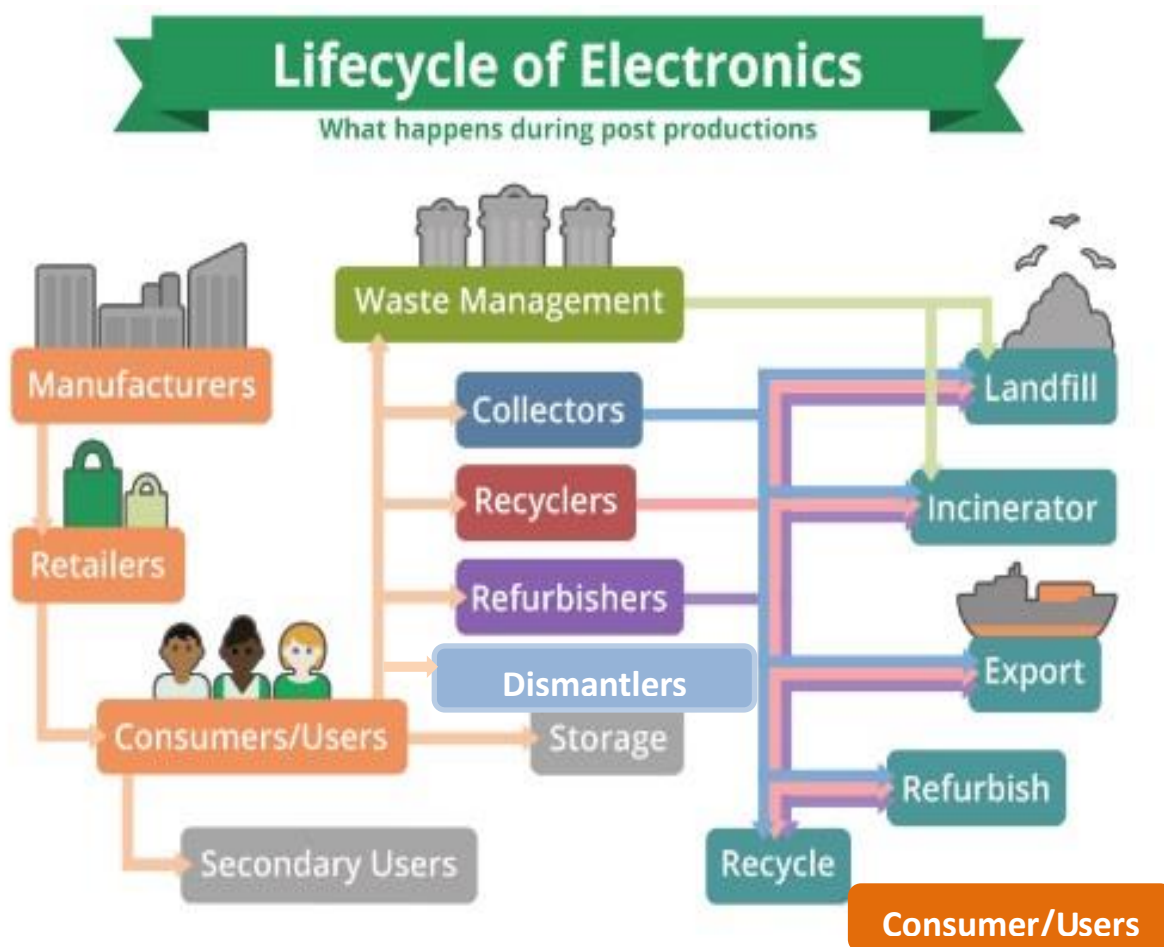 Lifecycle of Electronics
What happens during post productions
Waste Management
Manufacturers
Landfill
Collectors
Recyclers
Incinerator
Retailers
Refurbishers
Export
Dismantlers
Consumers/Users
Storage
Refurbish
Secondary Users
Recycle
Consumer/Users